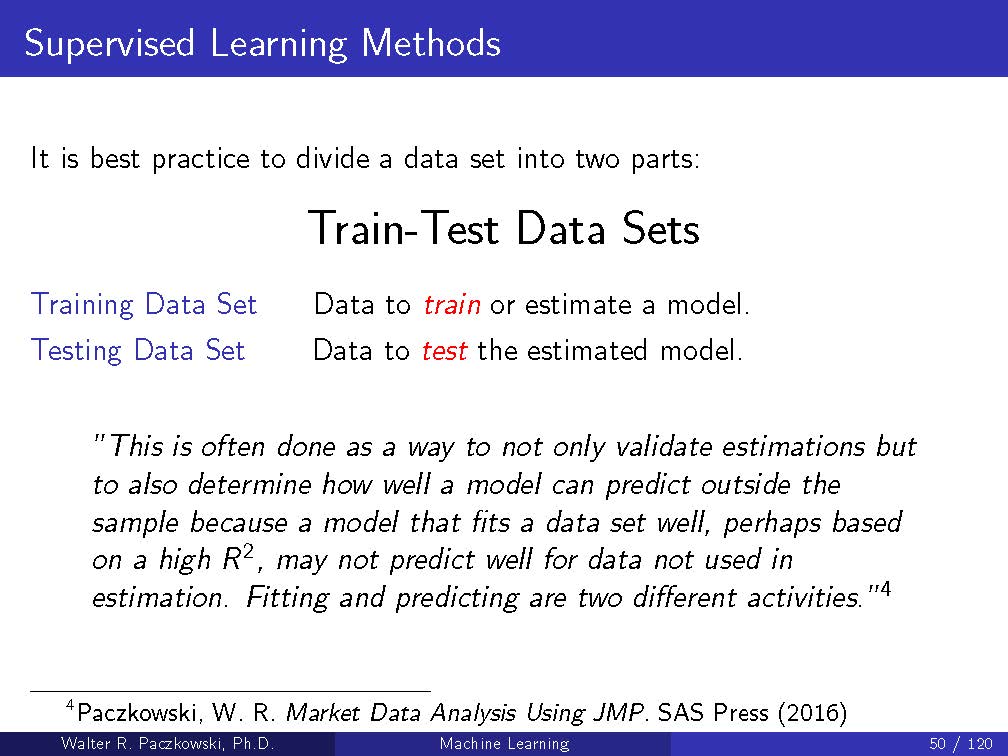 Supervised Learning Methods
It is best practice to divide a data set into two parts:
Train-Test Data Sets
Training Data Set Data to train or estimate a model.
Testing Data Set Data to test the estimated model.
”This is often done as a way to not only validate estimations but
to also determine how well a model can predict outside the
sample because a model that fits a data set well, perhaps based
on a high R², may not predict well for data not used in
estimation. Fitting and predicting are two different activities.”⁴
⁴Paczkowski, W. R. Market Data Analysis Using JMP. SAS Press (2016)
Walter R. Paczkowski, Ph.D. Machine Learning 50 / 120